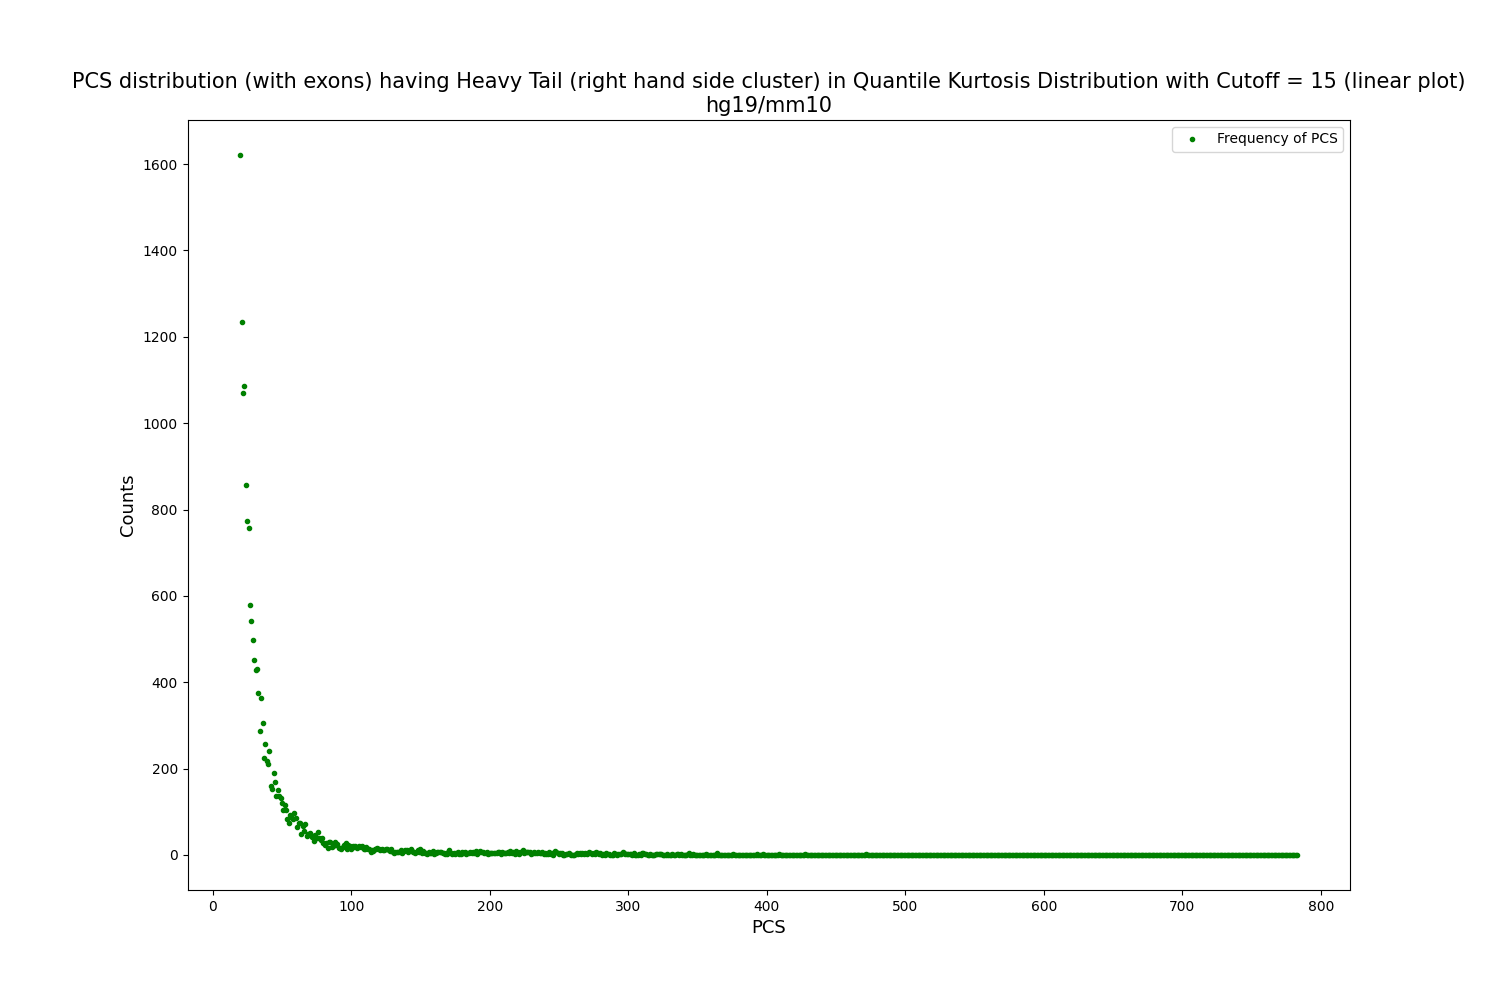 PCS distribution (with exons) having Heavy Tail (right hand side cluster) in Quantile Kurtosis Distribution with Cutoff = 15 (linear plot)
hg19/mm10
Frequency of PCS
1600
1400
1200
1000
800
600
400
200
0
Counts
0 100 200 300 400 500 600 700 800
PCS